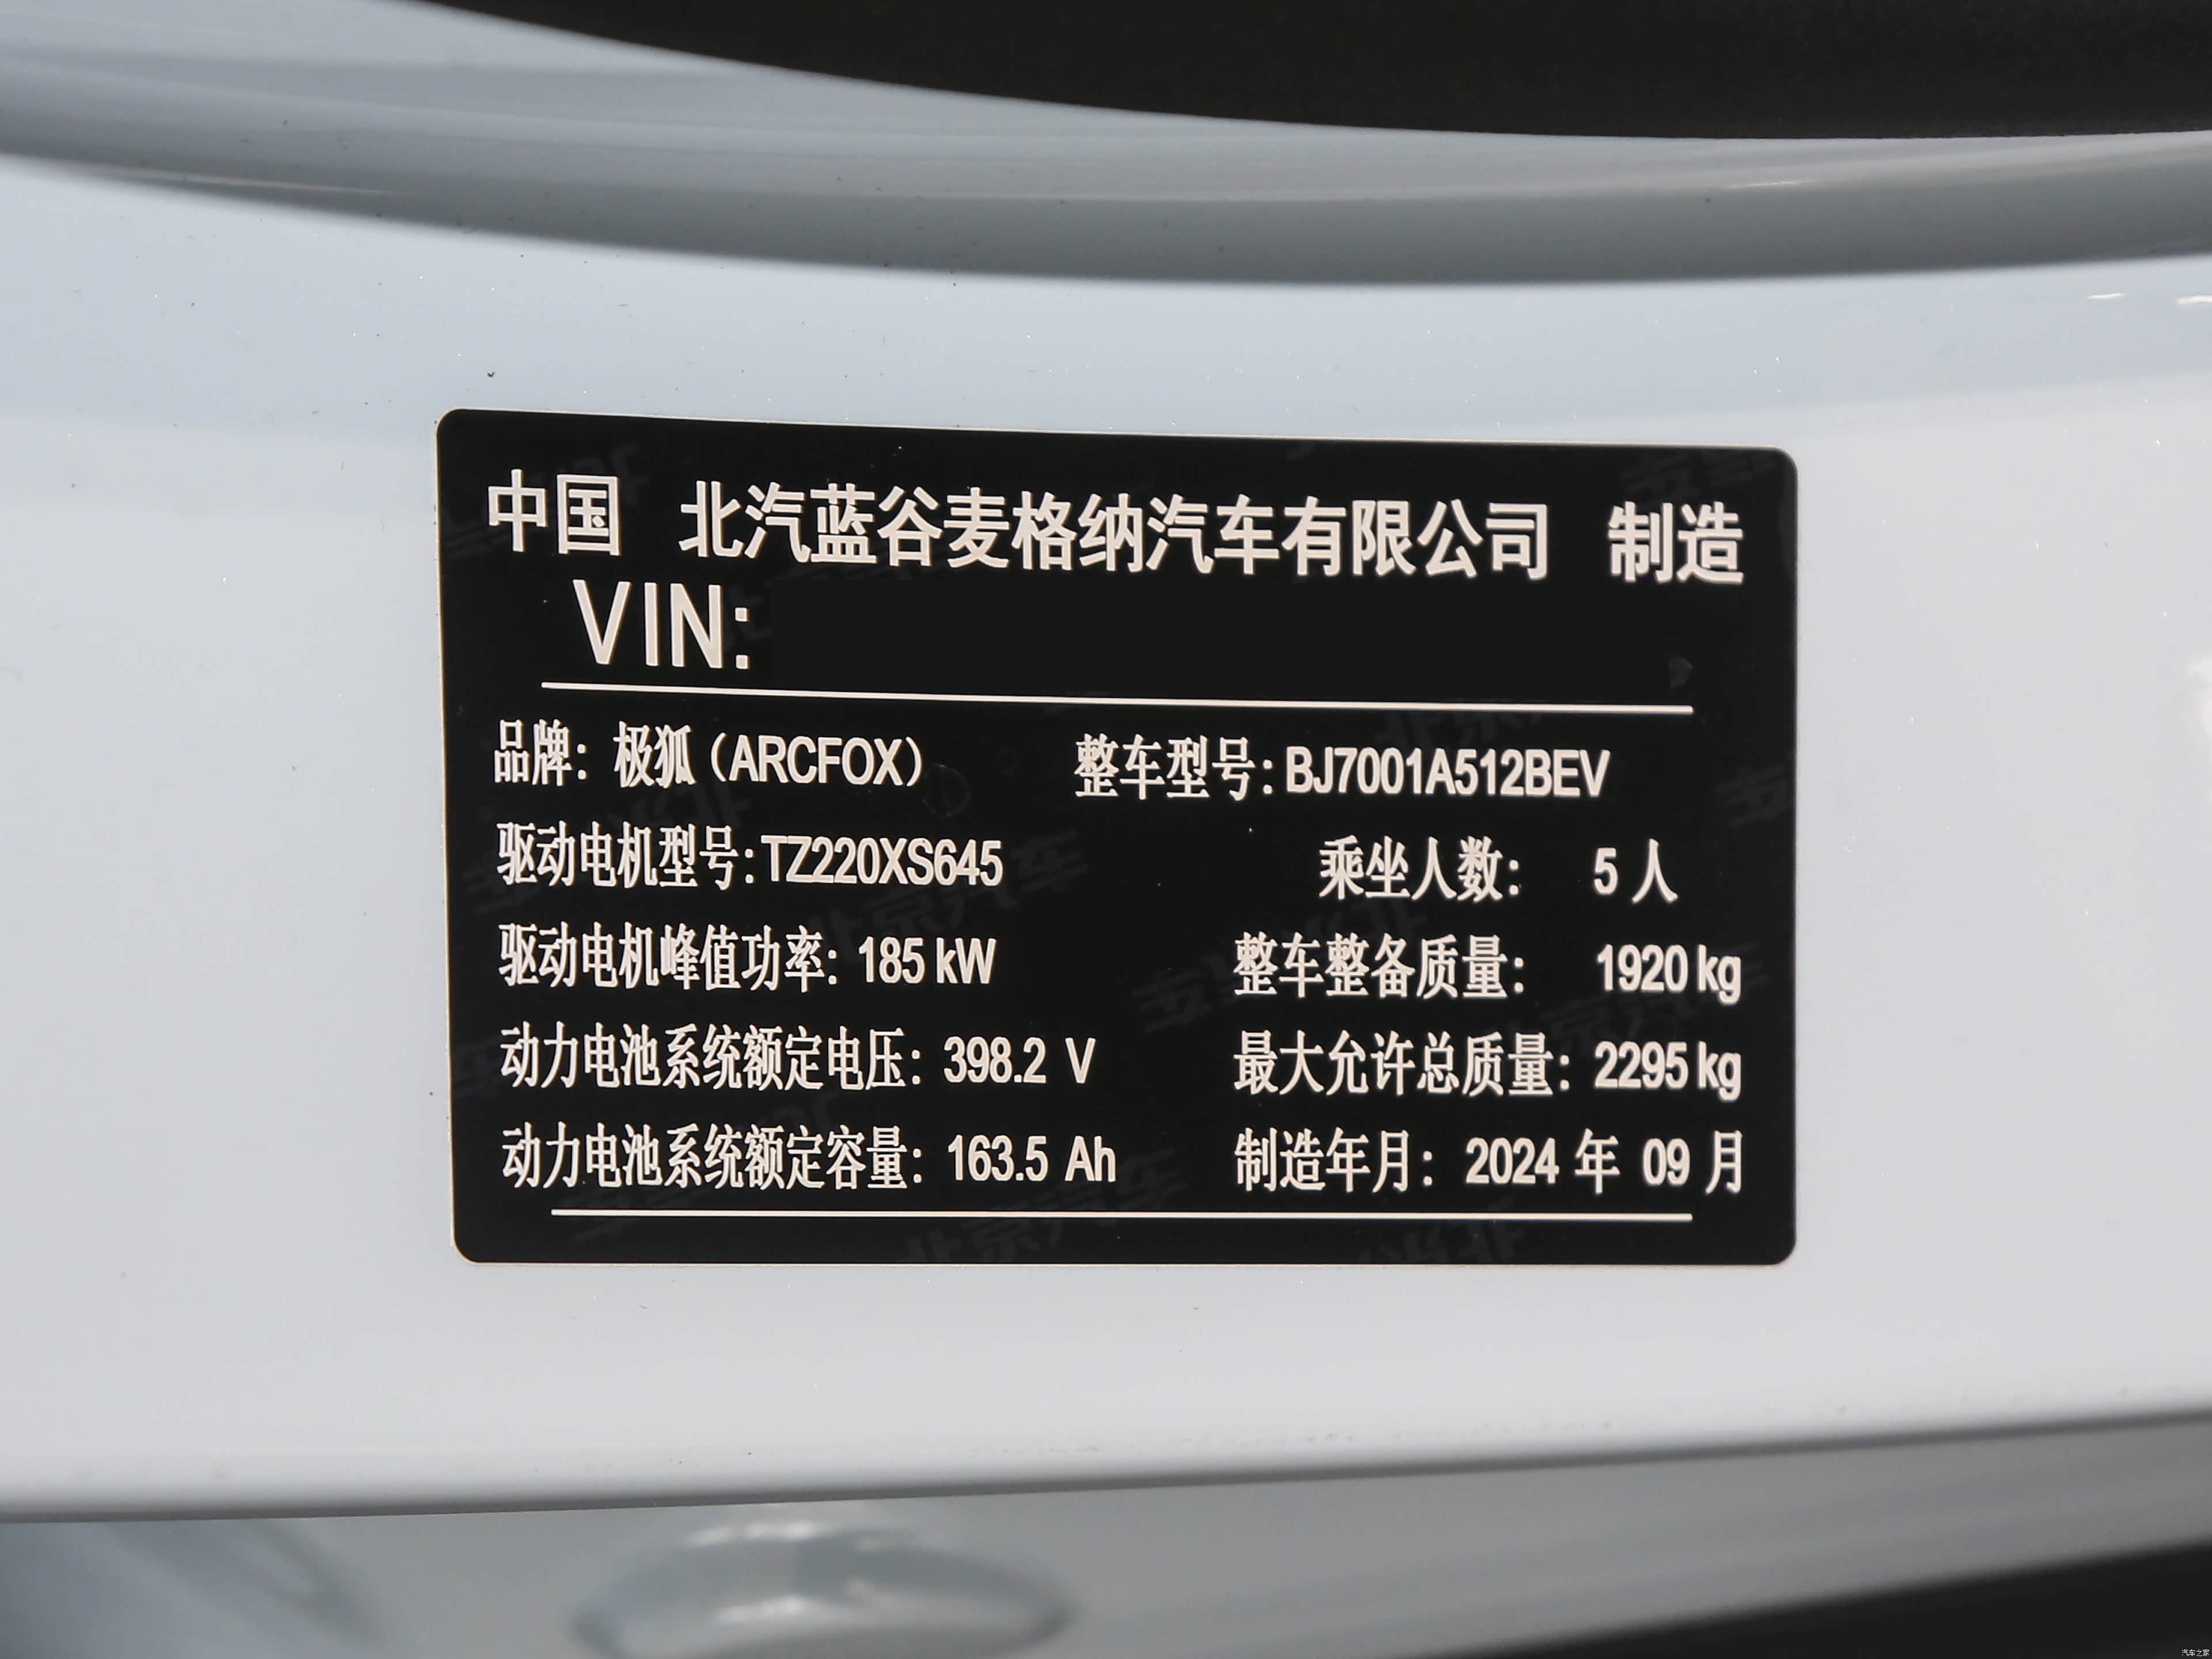 中国 北汽蓝谷麦格纳汽车有限公司 制造
VIN:
品牌: 极狐（ARCFOX） 整车型号: BJ7001A512BEV
驱动电机型号: TZ220XS645 乘坐人数: 5 人
驱动电机峰值功率: 185 kW 整车整备质量: 1920 kg
动力电池系统额定电压: 398.2 V 最大允许总质量: 2295 kg
动力电池系统额定容量: 163.5 Ah 制造年月: 2024 年 09 月
汽车之家